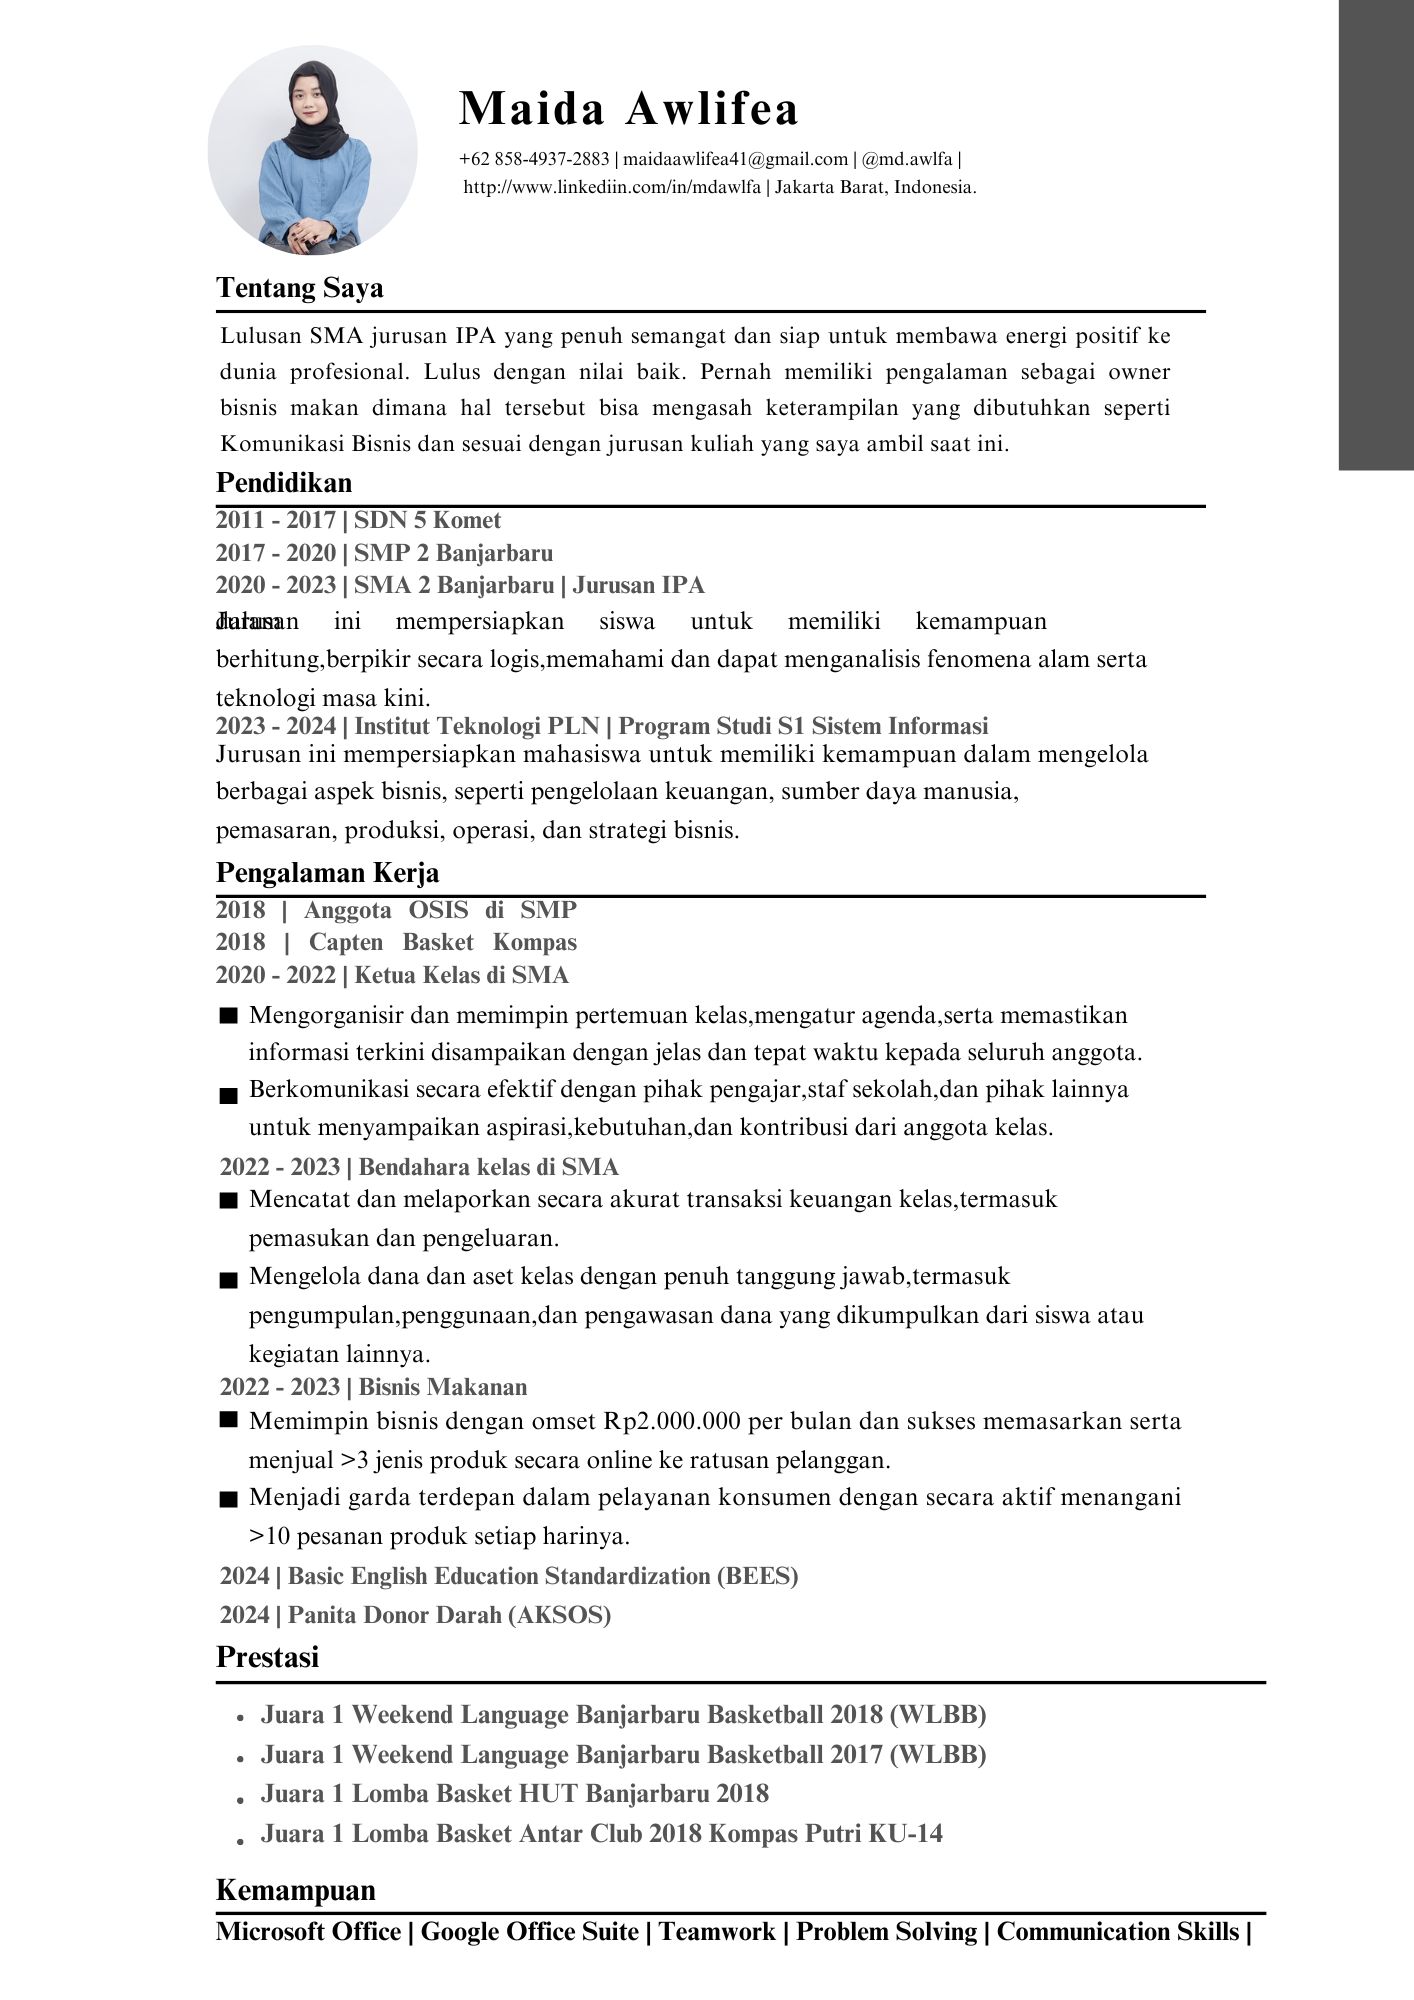 Maida Awlifea
+62 858-4937-2883 | maidaawlifea41@gmail.com | @md.awlfa |
http://www.linkediin.com/in/mdawlfa | Jakarta Barat, Indonesia.
Tentang Saya
Lulusan SMA jurusan IPA yang penuh semangat dan siap untuk membawa energi positif ke
dunia profesional. Lulus dengan nilai baik. Pernah memiliki pengalaman sebagai owner
bisnis makan dimana hal tersebut bisa mengasah keterampilan yang dibutuhkan seperti
Komunikasi Bisnis dan sesuai dengan jurusan kuliah yang saya ambil saat ini.
Pendidikan
2011 - 2017 | SDN 5 Komet
2017 - 2020 | SMP 2 Banjarbaru
2020 - 2023 | SMA 2 Banjarbaru | Jurusan IPA
Jurusan ini mempersiapkan siswa untuk memiliki kemampuan
dalam
berhitung,berpikir secara logis,memahami dan dapat menganalisis fenomena alam serta
teknologi masa kini.
2023 - 2024 | Institut Teknologi PLN | Program Studi S1 Sistem Informasi
Jurusan ini mempersiapkan mahasiswa untuk memiliki kemampuan dalam mengelola
berbagai aspek bisnis, seperti pengelolaan keuangan, sumber daya manusia,
pemasaran, produksi, operasi, dan strategi bisnis.
Pengalaman Kerja
2018 | Anggota OSIS di SMP
2018 | Capten Basket Kompas
2020 - 2022 | Ketua Kelas di SMA
■ Mengorganisir dan memimpin pertemuan kelas,mengatur agenda,serta memastikan
informasi terkini disampaikan dengan jelas dan tepat waktu kepada seluruh anggota.
■ Berkomunikasi secara efektif dengan pihak pengajar,staf sekolah,dan pihak lainnya
untuk menyampaikan aspirasi,kebutuhan,dan kontribusi dari anggota kelas.
2022 - 2023 | Bendahara kelas di SMA
■ Mencatat dan melaporkan secara akurat transaksi keuangan kelas,termasuk
pemasukan dan pengeluaran.
■ Mengelola dana dan aset kelas dengan penuh tanggung jawab,termasuk
pengumpulan,penggunaan,dan pengawasan dana yang dikumpulkan dari siswa atau
kegiatan lainnya.
2022 - 2023 | Bisnis Makanan
■ Memimpin bisnis dengan omset Rp2.000.000 per bulan dan sukses memasarkan serta
menjual >3 jenis produk secara online ke ratusan pelanggan.
■ Menjadi garda terdepan dalam pelayanan konsumen dengan secara aktif menangani
>10 pesanan produk setiap harinya.
2024 | Basic English Education Standardization (BEES)
2024 | Panita Donor Darah (AKSOS)
Prestasi
• Juara 1 Weekend Language Banjarbaru Basketball 2018 (WLBB)
• Juara 1 Weekend Language Banjarbaru Basketball 2017 (WLBB)
• Juara 1 Lomba Basket HUT Banjarbaru 2018
• Juara 1 Lomba Basket Antar Club 2018 Kompas Putri KU-14
Kemampuan
Microsoft Office | Google Office Suite | Teamwork | Problem Solving | Communication Skills |